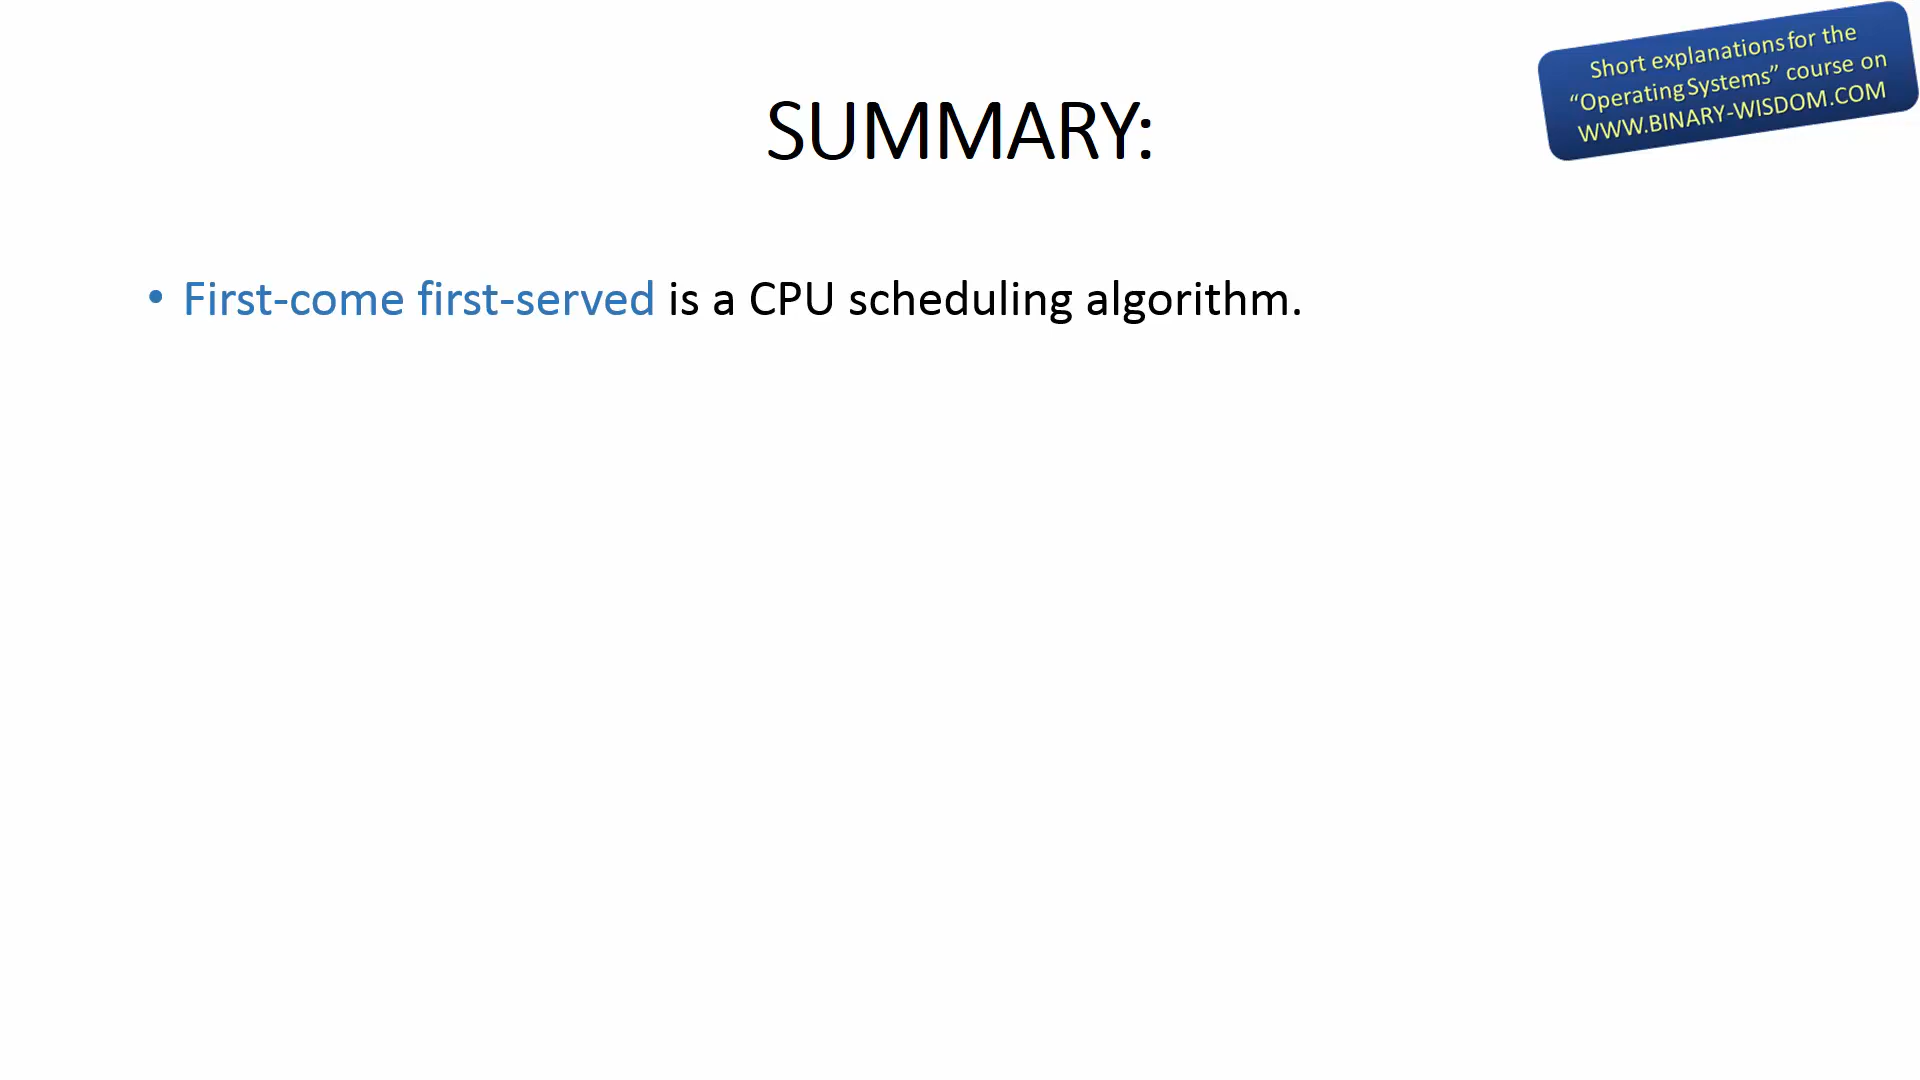 Short explanations for the
“Operating Systems” course on
WWW.BINARY-WISDOM.COM
SUMMARY:
• First-come first-served is a CPU scheduling algorithm.